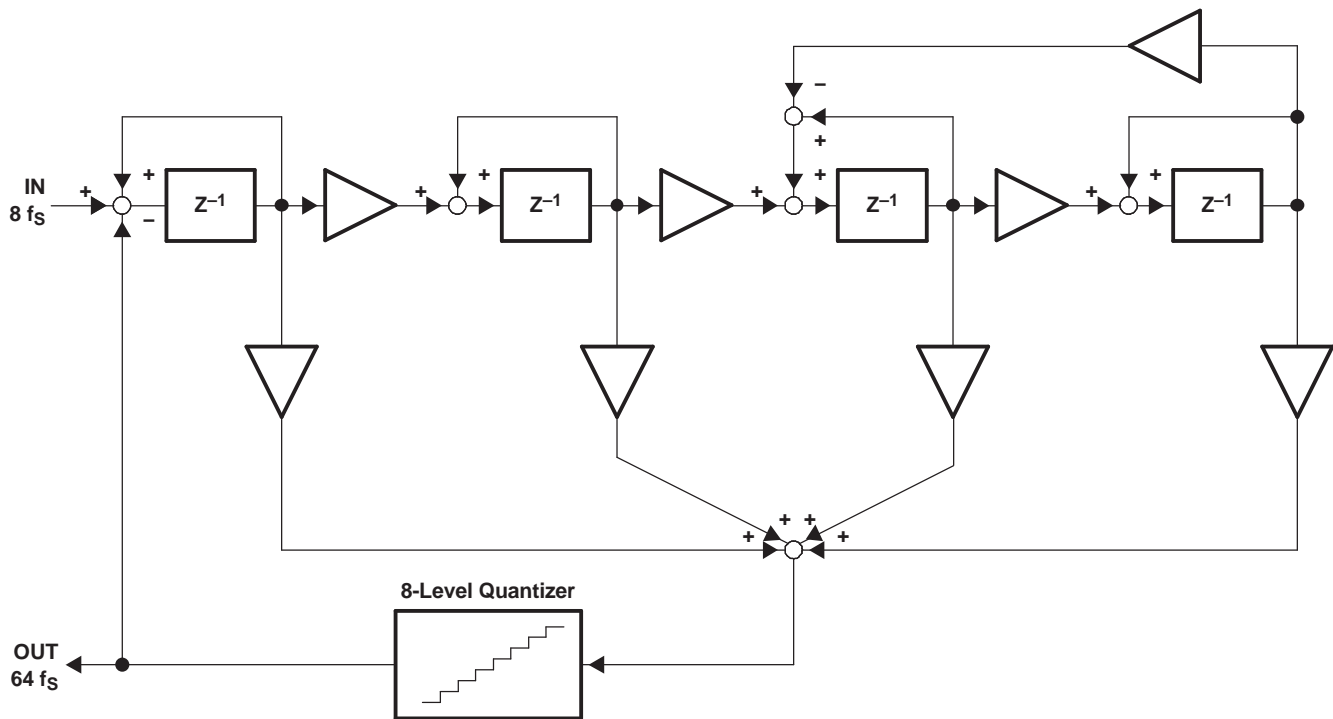 –
+
+
+
+
+
–
IN
8 fS
Z–1
+
+
Z–1
+
+
Z–1
+
+
Z–1
+
+
+
+
8-Level Quantizer
OUT
64 fS